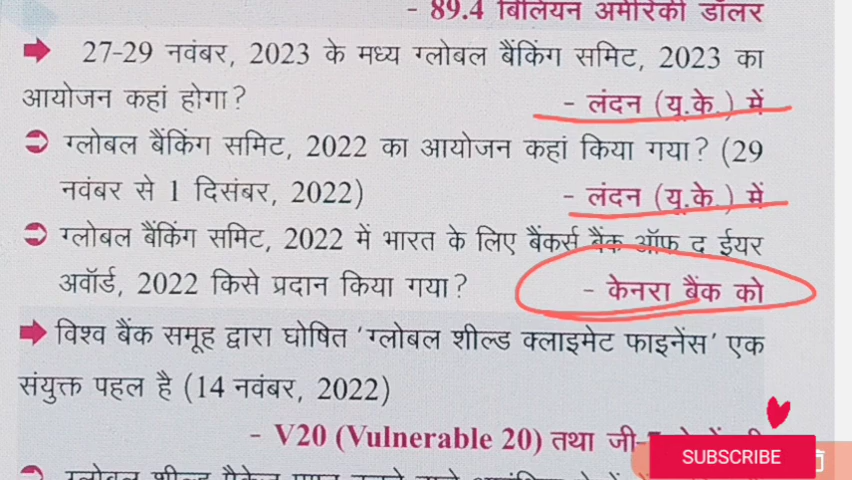 - 89.4 बिलियन अमेरिकी डॉलर
27-29 नवंबर, 2023 के मध्य ग्लोबल बैंकिंग समिट, 2023 का
आयोजन कहां होगा? - लंदन (यू.के.) में
ग्लोबल बैंकिंग समिट, 2022 का आयोजन कहां किया गया? (29
नवंबर से 1 दिसंबर, 2022) - लंदन (यू.के.) में
ग्लोबल बैंकिंग समिट, 2022 में भारत के लिए बैंकर्स बैंक ऑफ द ईयर
अवॉर्ड, 2022 किसे प्रदान किया गया? - केनरा बैंक को
विश्व बैंक समूह द्वारा घोषित 'ग्लोबल शील्ड क्लाइमेट फाइनेंस' एक
संयुक्त पहल है (14 नवंबर, 2022)
- V20 (Vulnerable 20) तथा जी-
SUBSCRIBE
ग्लोबल शील्ड